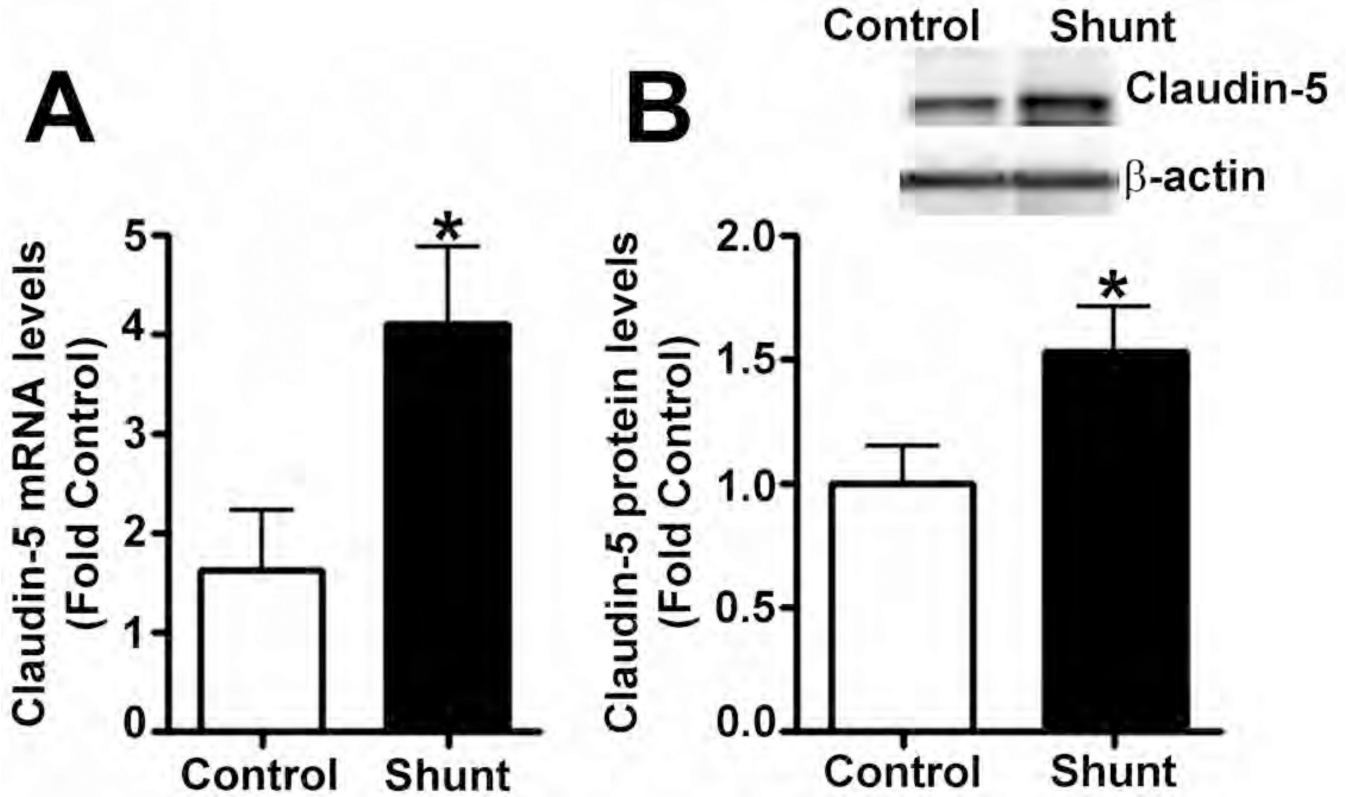 A
Claudin-5 mRNA levels
(Fold Control)
5
4
3
2
1
0
*
Control Shunt
B
Control Shunt
Claudin-5
β-actin
Claudin-5 protein levels
(Fold Control)
2.0
1.5
1.0
0.5
0.0
*
Control Shunt